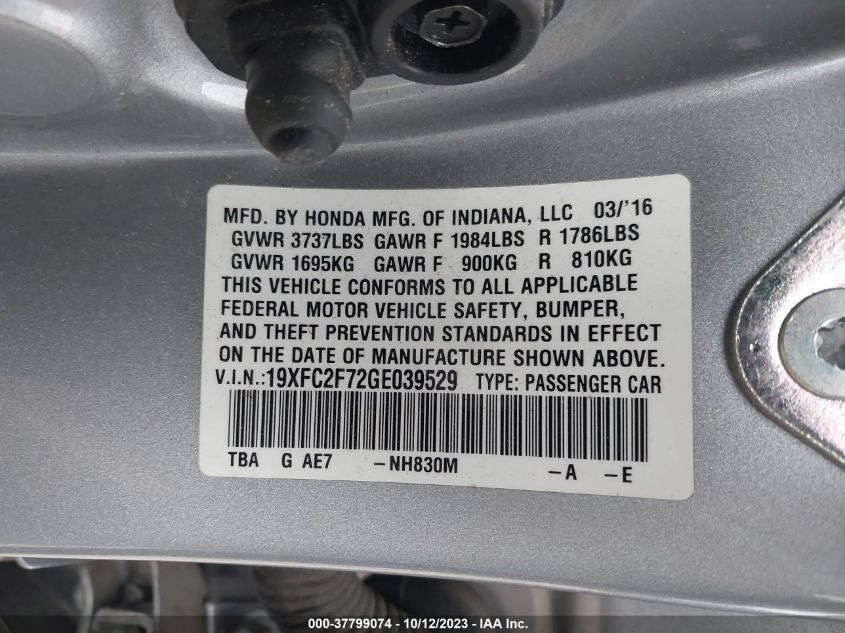 MFD. BY HONDA MFG. OF INDIANA, LLC 03/'16
GVWR 3737LBS GAWR F 1984LBS R 1786LBS
GVWR 1695KG GAWR F 900KG R 810KG
THIS VEHICLE CONFORMS TO ALL APPLICABLE
FEDERAL MOTOR VEHICLE SAFETY, BUMPER,
AND THEFT PREVENTION STANDARDS IN EFFECT
ON THE DATE OF MANUFACTURE SHOWN ABOVE.
V.I.N.:19XFC2F72GE039529 TYPE: PASSENGER CAR
TBA G AE7 -NH830M -A -E
000-37799074 - 10/12/2023 - IAAI.com